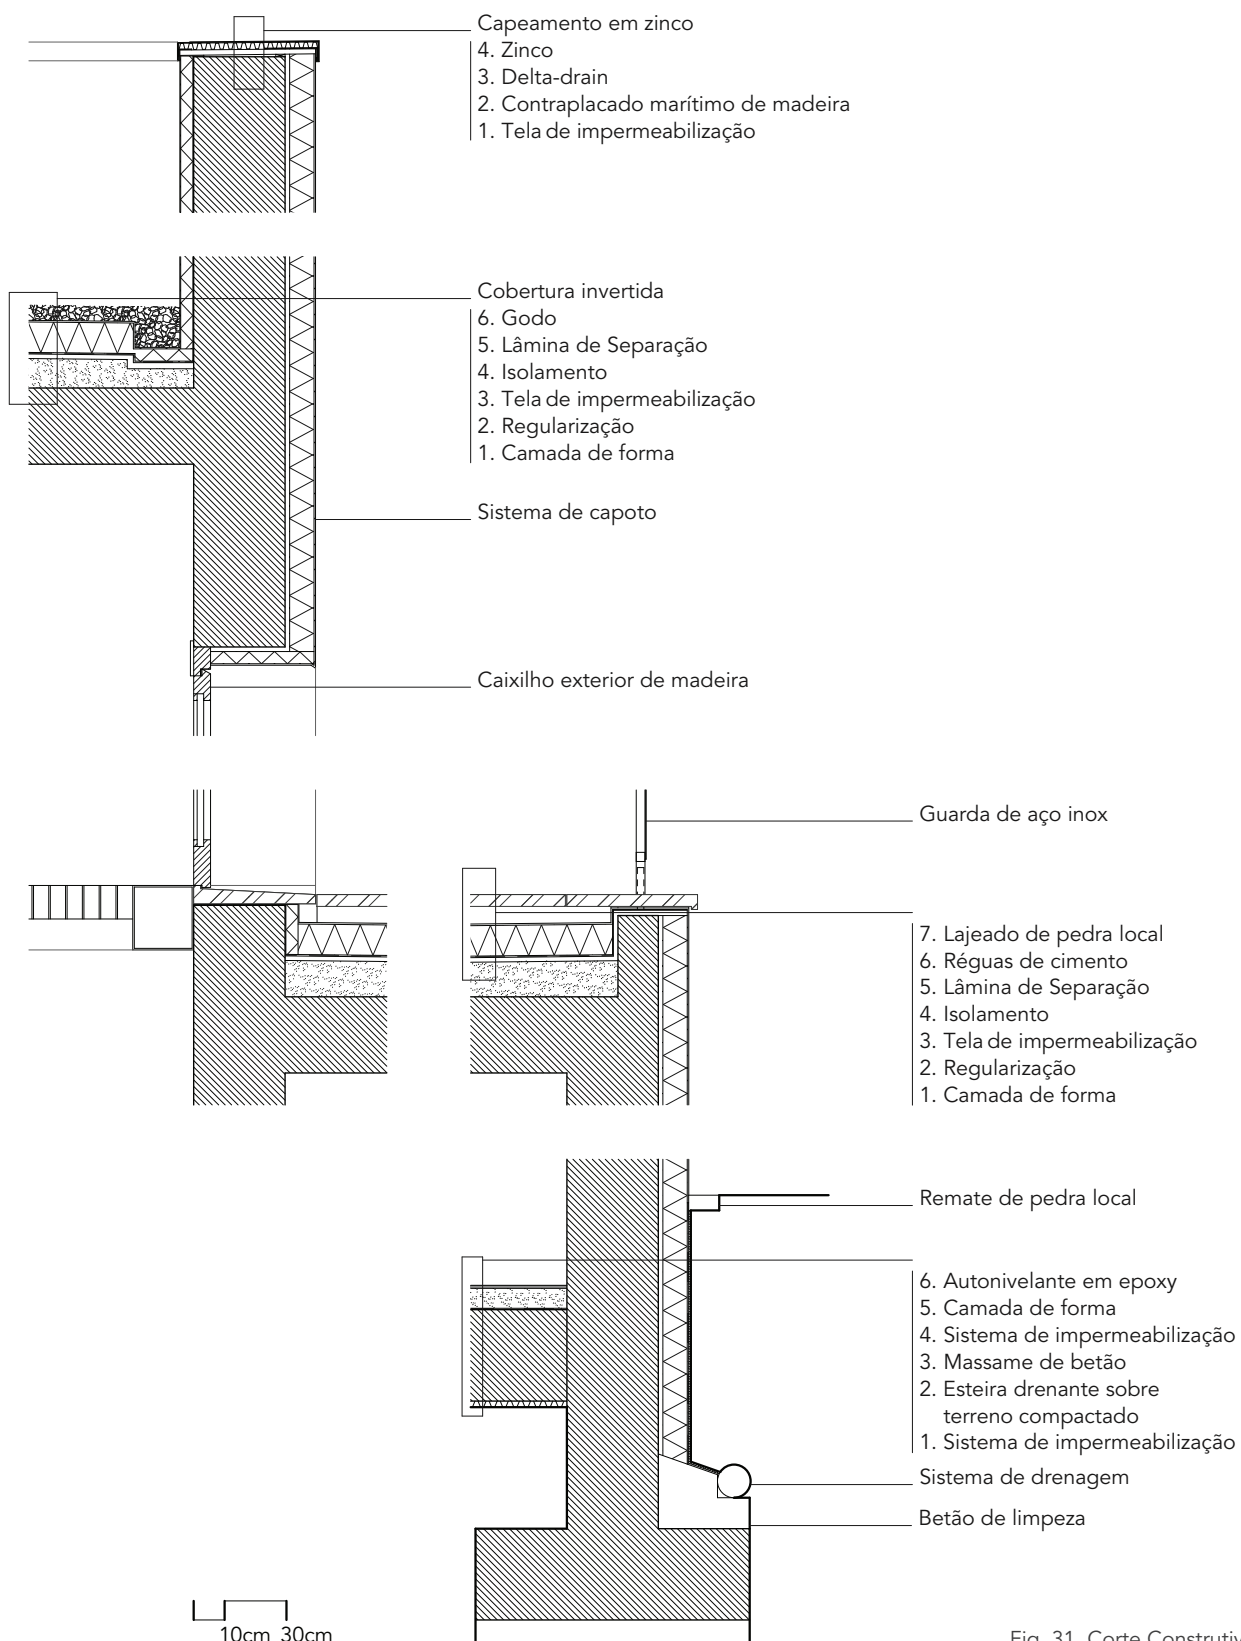 Capeamento em zinco
4. Zinco
3. Delta-drain
2. Contraplacado marítimo de madeira
1. Tela de impermeabilização
Cobertura invertida
6. Godo
5. Lâmina de Separação
4. Isolamento
3. Tela de impermeabilização
2. Regularização
1. Camada de forma
Sistema de capoto
Caixilho exterior de madeira
Guarda de aço inox
7. Lajeado de pedra local
6. Réguas de cimento
5. Lâmina de Separação
4. Isolamento
3. Tela de impermeabilização
2. Regularização
1. Camada de forma
Remate de pedra local
6. Autonivelante em epoxy
5. Camada de forma
4. Sistema de impermeabilização
3. Massame de betão
2. Esteira drenante sobre
terreno compactado
1. Sistema de impermeabilização
Sistema de drenagem
Betão de limpeza
10cm 30cm
Fig. 31 Corte